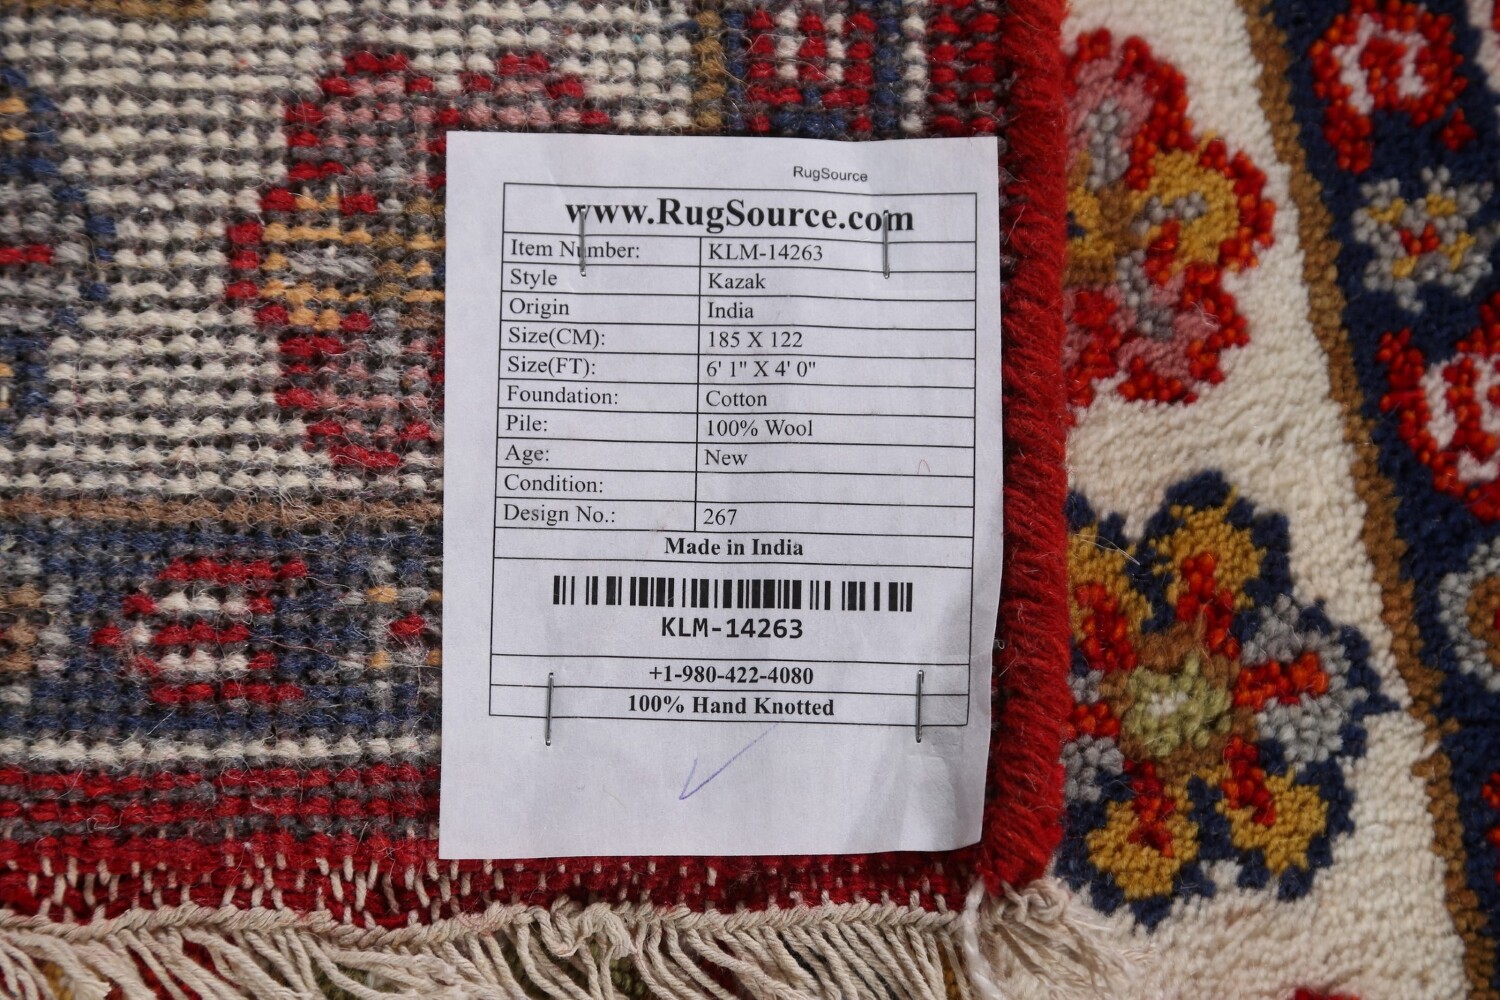 RugSource
www.RugSource.com
Item Number: KLM-14263
Style Kazak
Origin India
Size(CM): 185 X 122
Size(FT): 6' 1" X 4' 0"
Foundation: Cotton
Pile: 100% Wool
Age: New
Condition:
Design No.: 267
Made in India
KLM-14263
+1-980-422-4080
100% Hand Knotted